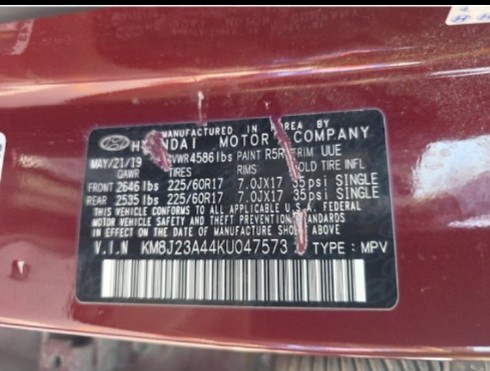 MANUFACTURED IN KOREA BY
HYUNDAI MOTOR COMPANY
MAY/21/19 GVWR 4586lbs PAINT R5R TRIM UUE
GAWR TIRES RIMS COLD TIRE INFL
FRONT 2646 lbs 225/60R17 7.0JX17 35psi SINGLE
REAR 2535 lbs 225/60R17 7.0JX17 35psi SINGLE
THIS VEHICLE CONFORMS TO ALL APPLICABLE U.S.A. FEDERAL
MOTOR VEHICLE SAFETY AND THEFT PREVENTION STANDARDS
IN EFFECT ON THE DATE OF MANUFACTURE SHOWN ABOVE.
V.I.N KM8J23A44KU047573 TYPE: MPV